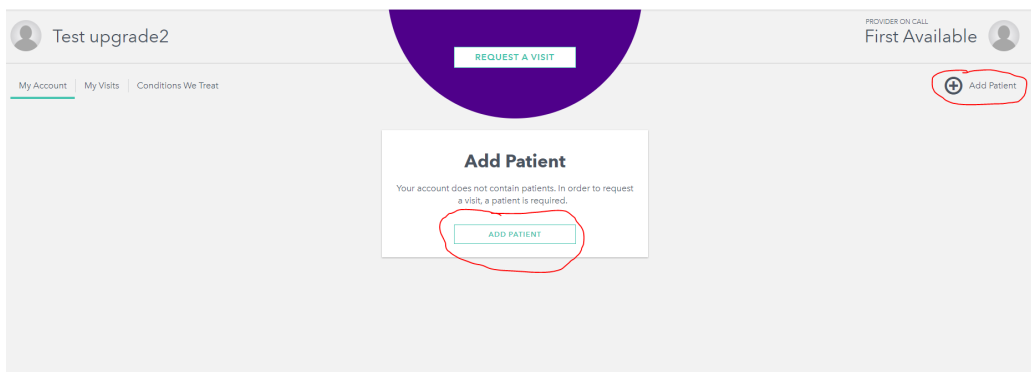 Test upgrade2
REQUEST A VISIT
PROVIDER ON CALL
First Available
My Account
My Visits
Conditions We Treat
Add Patient
Add Patient
Your account does not contain patients. In order to request
a visit, a patient is required.
ADD PATIENT